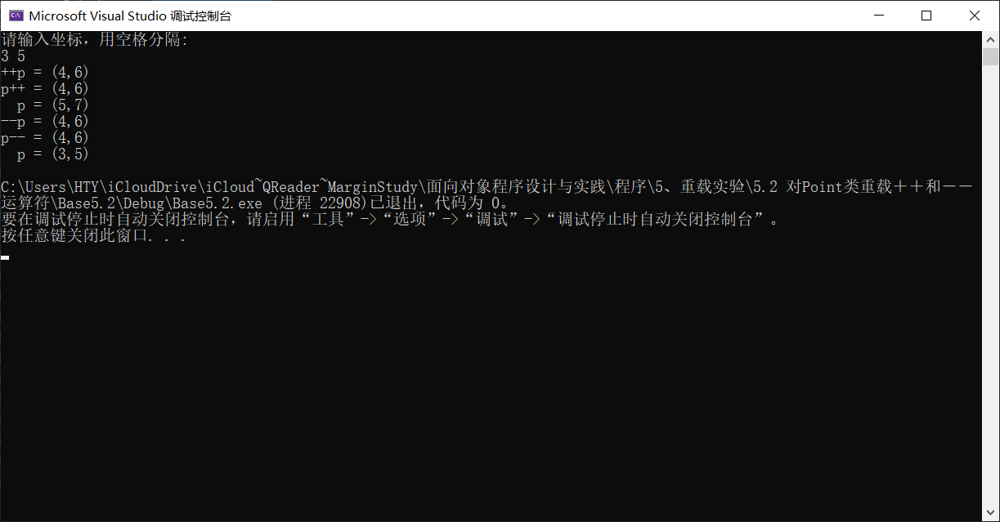 Microsoft Visual Studio 调试控制台
请输入坐标，用空格分隔:
3 5
++p = (4,6)
p++ = (4,6)
  p = (5,7)
--p = (4,6)
p-- = (4,6)
  p = (3,5)
C:\Users\HTY\iCloudDrive\iCloud~QReader~MarginStudy\面向对象程序设计与实践\程序\5、重载实验\5.2 对Point类重载＋＋和－－
运算符\Base5.2\Debug\Base5.2.exe (进程 22908)已退出，代码为 0。
要在调试停止时自动关闭控制台，请启用“工具”->“选项”->“调试”->“调试停止时自动关闭控制台”。
按任意键关闭此窗口. . .